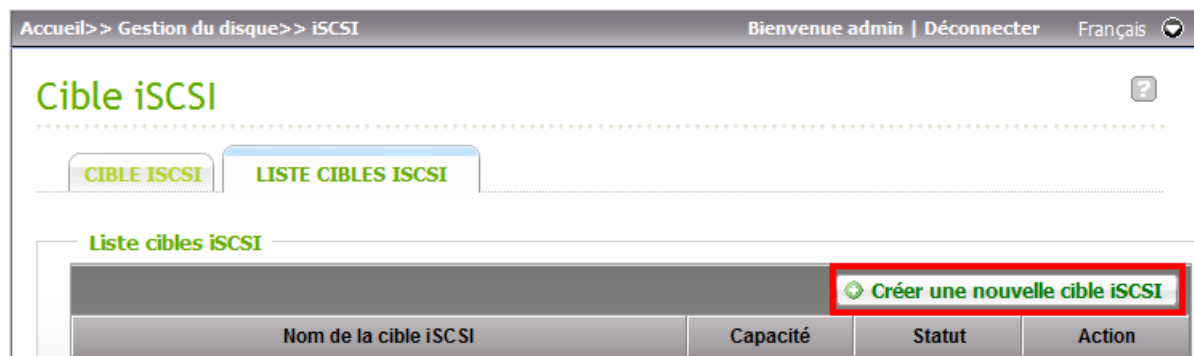 Accueil>> Gestion du disque>> iSCSI Bienvenue admin | Déconnecter Français
Cible iSCSI ?
CIBLE ISCSI LISTE CIBLES ISCSI
Liste cibles iSCSI
Créer une nouvelle cible iSCSI
Nom de la cible iSCSI Capacité Statut Action